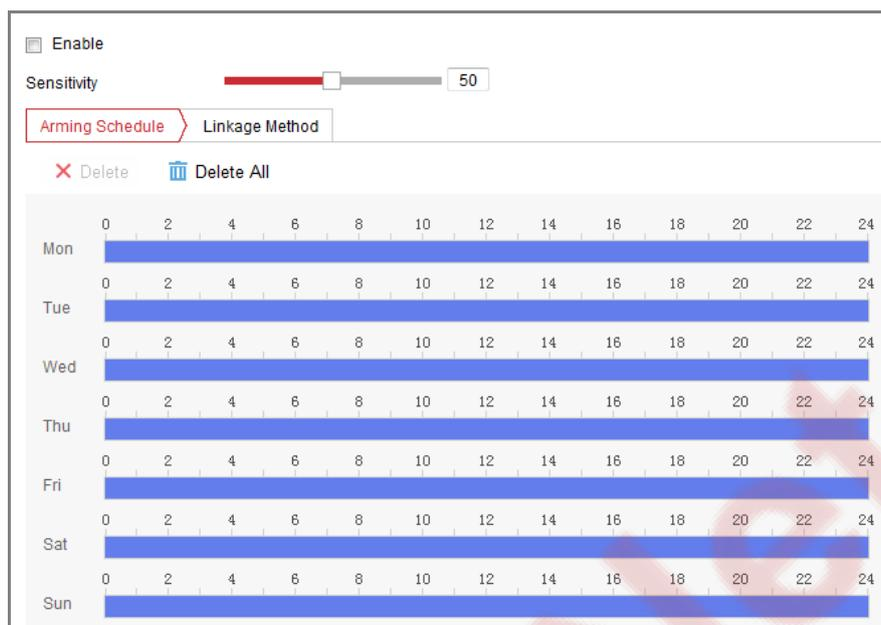 Enable
Sensitivity 50
Arming Schedule Linkage Method
Delete Delete All
0 2 4 6 8 10 12 14 16 18 20 22 24
Mon
0 2 4 6 8 10 12 14 16 18 20 22 24
Tue
0 2 4 6 8 10 12 14 16 18 20 22 24
Wed
0 2 4 6 8 10 12 14 16 18 20 22 24
Thu
0 2 4 6 8 10 12 14 16 18 20 22 24
Fri
0 2 4 6 8 10 12 14 16 18 20 22 24
Sat
0 2 4 6 8 10 12 14 16 18 20 22 24
Sun